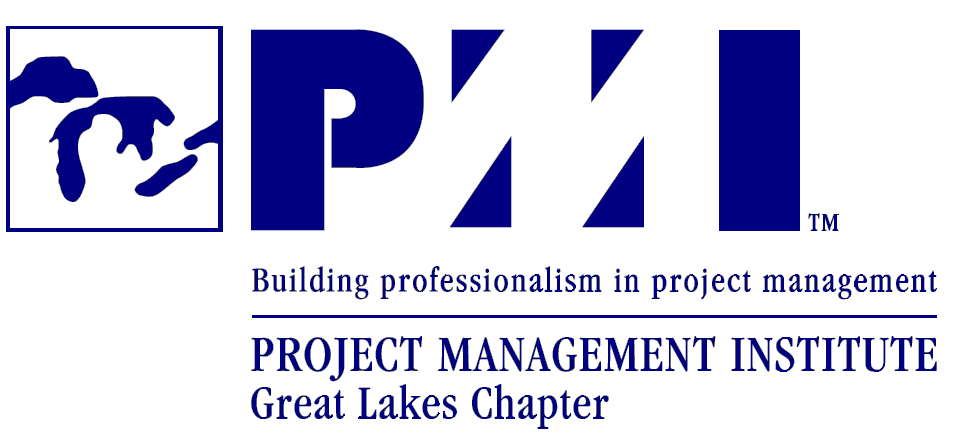 PMI TM
Building professionalism in project management
PROJECT MANAGEMENT INSTITUTE
Great Lakes Chapter